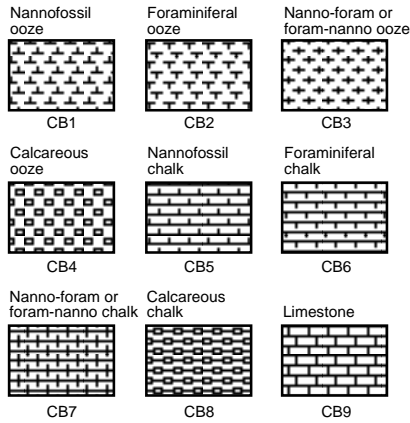 Nannofossil
ooze
CB1
Foraminiferal
ooze
CB2
Nanno-foram or
foram-nanno ooze
CB3
Calcareous
ooze
CB4
Nannofossil
chalk
CB5
Foraminiferal
chalk
CB6
Nanno-foram or
foram-nanno chalk
CB7
Calcareous
chalk
CB8
Limestone
CB9